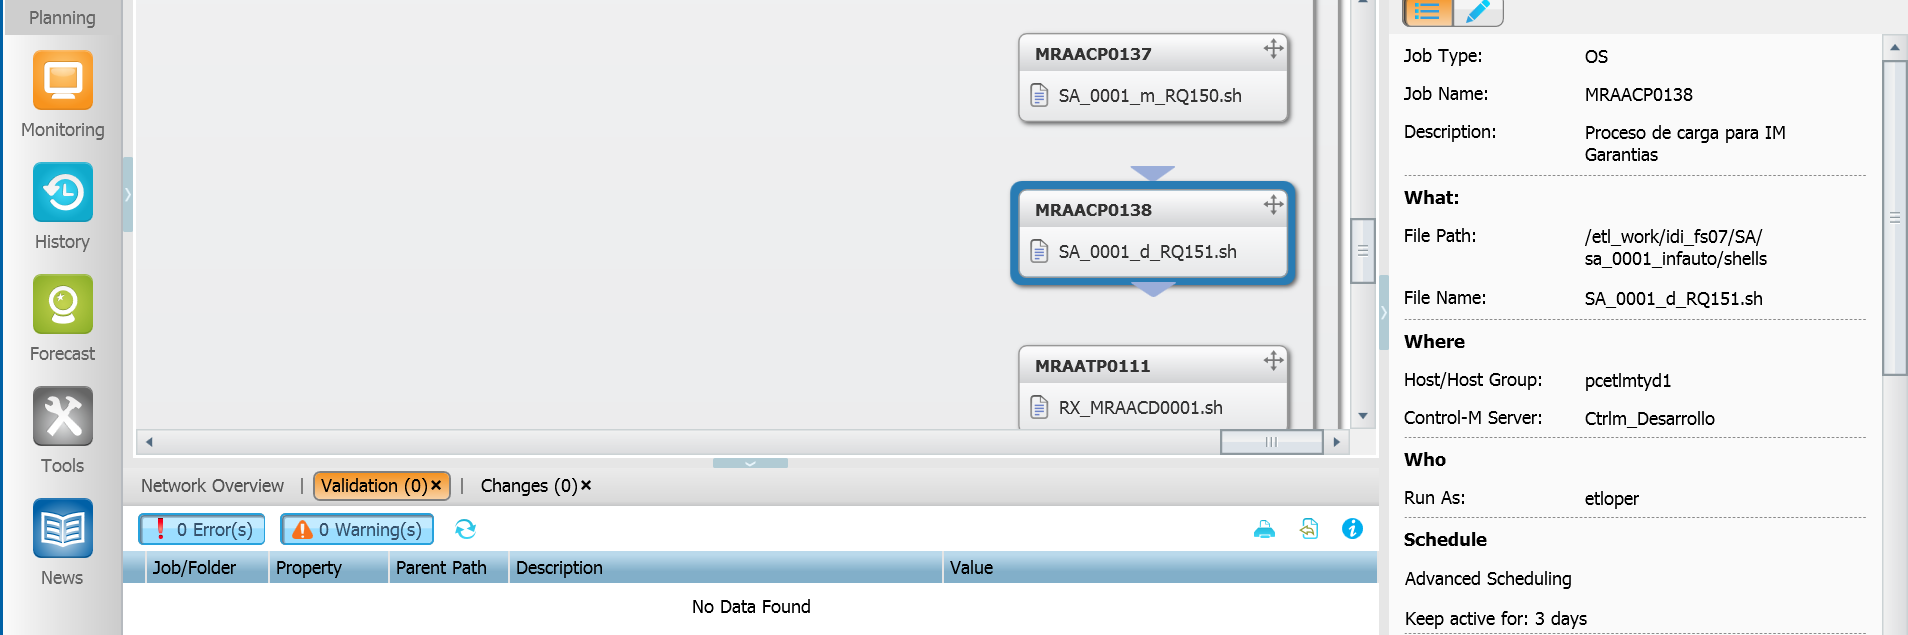 Planning
Monitoring
History
Forecast
Tools
News
MRAACP0137
SA_0001_m_RQ150.sh
MRAACP0138
SA_0001_d_RQ151.sh
MRAATP0111
RX_MRAACD0001.sh
Network Overview | Validation (0) | Changes (0)
0 Error(s) 0 Warning(s)
Job/Folder Property Parent Path Description Value
No Data Found
Job Type: OS
Job Name: MRAACP0138
Description: Proceso de carga para IM
Garantias
What:
File Path: /etl_work/idi_fs07/SA/
sa_0001_infauto/shells
File Name: SA_0001_d_RQ151.sh
Where
Host/Host Group: pcetlmtyd1
Control-M Server: Ctrlm_Desarrollo
Who
Run As: etloper
Schedule
Advanced Scheduling
Keep active for: 3 days